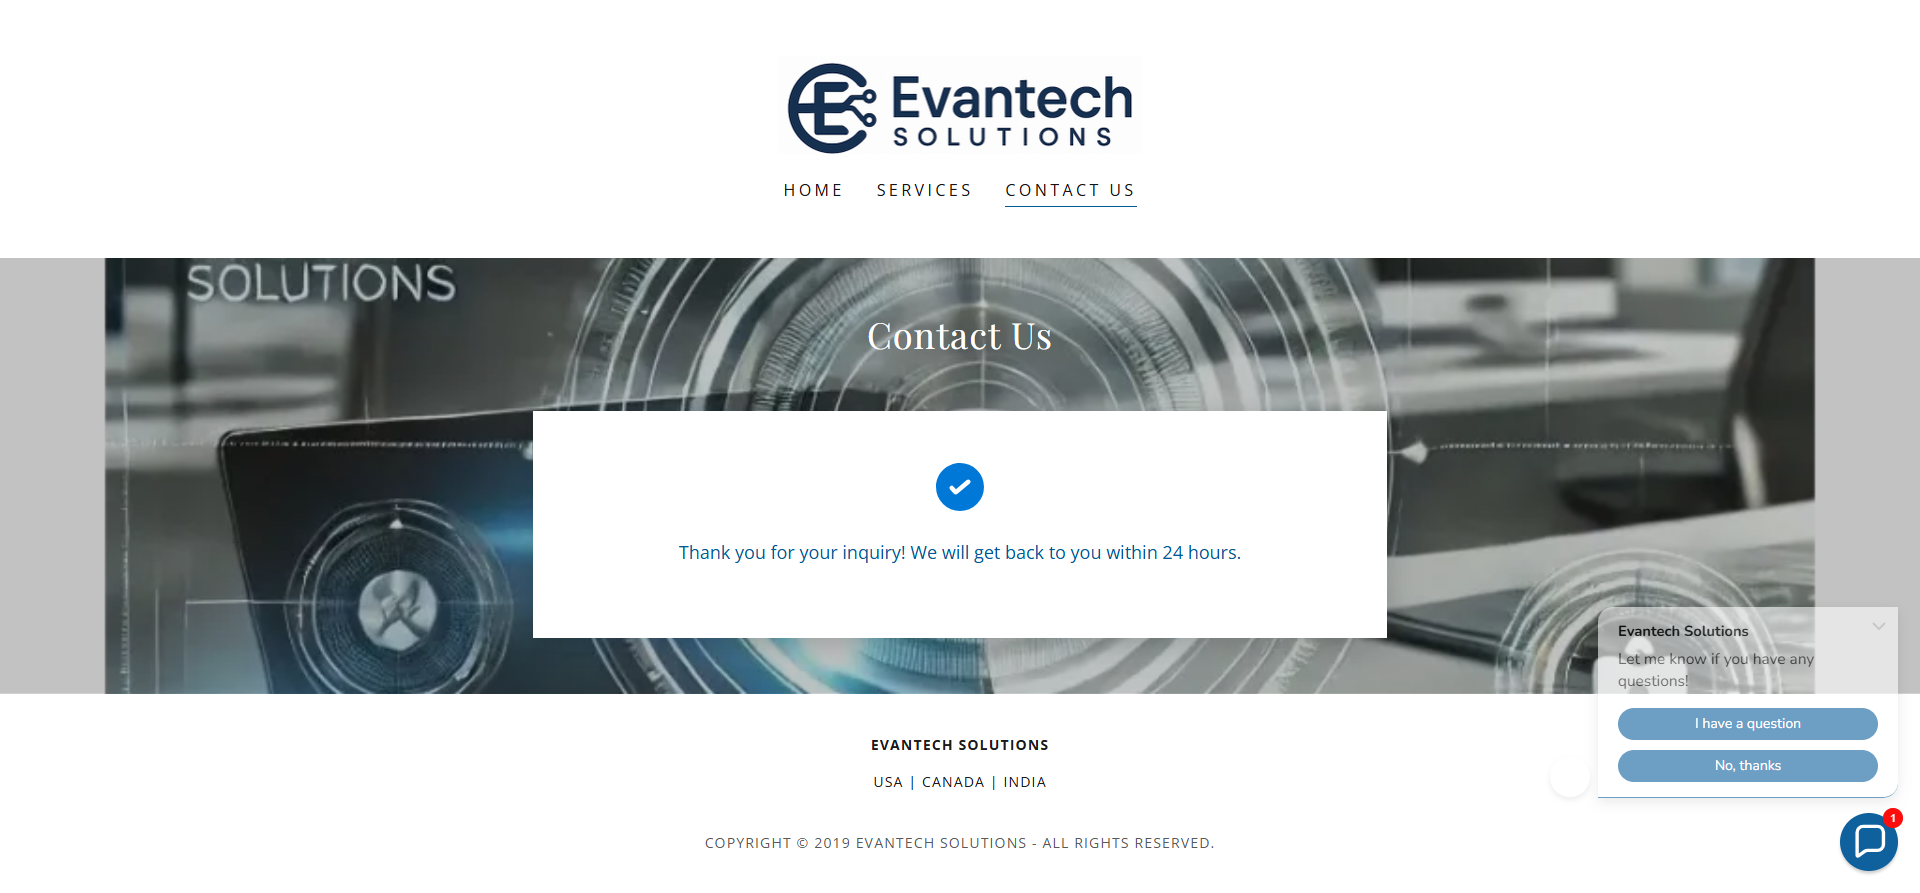 Evantech
SOLUTIONS
HOME SERVICES CONTACT US
SOLUTIONS
Contact Us
Thank you for your inquiry! We will get back to you within 24 hours.
Evantech Solutions
Let me know if you have any
questions!
I have a question
No, thanks
1
EVANTECH SOLUTIONS
USA | CANADA | INDIA
COPYRIGHT © 2019 EVANTECH SOLUTIONS - ALL RIGHTS RESERVED.